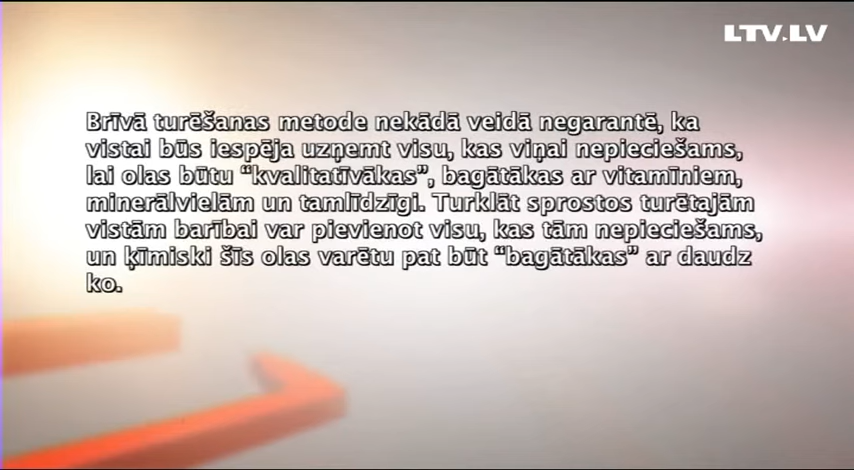 LTV.LV
Brīvā turēšanas metode nekādā veidā negarantē, ka
vistai būs iespēja uzņemt visu, kas viņai nepieciešams,
lai olas būtu “kvalitatīvākas”, bagātākas ar vitamīniem,
minerālvielām un tamlīdzīgi. Turklāt sprostos turētajām
vistām barībai var pievienot visu, kas tām nepieciešams,
un ķīmiski šīs olas varētu pat būt “bagātākas” ar daudz
ko.